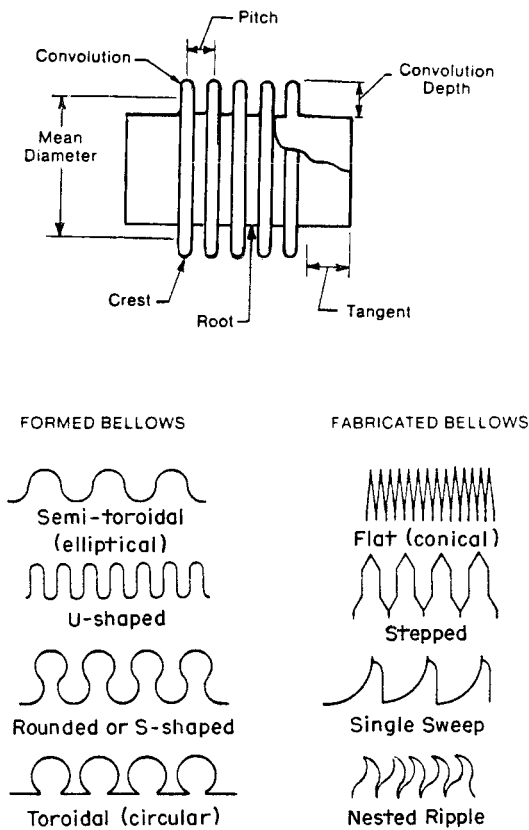 Pitch
Convolution
Convolution
Depth
Mean
Diameter
Crest
Root
Tangent
FORMED BELLOWS
FABRICATED BELLOWS
Semi-toroidal
(elliptical)
Flat (conical)
U-shaped
Stepped
Rounded or S-shaped
Single Sweep
Toroidal (circular)
Nested Ripple